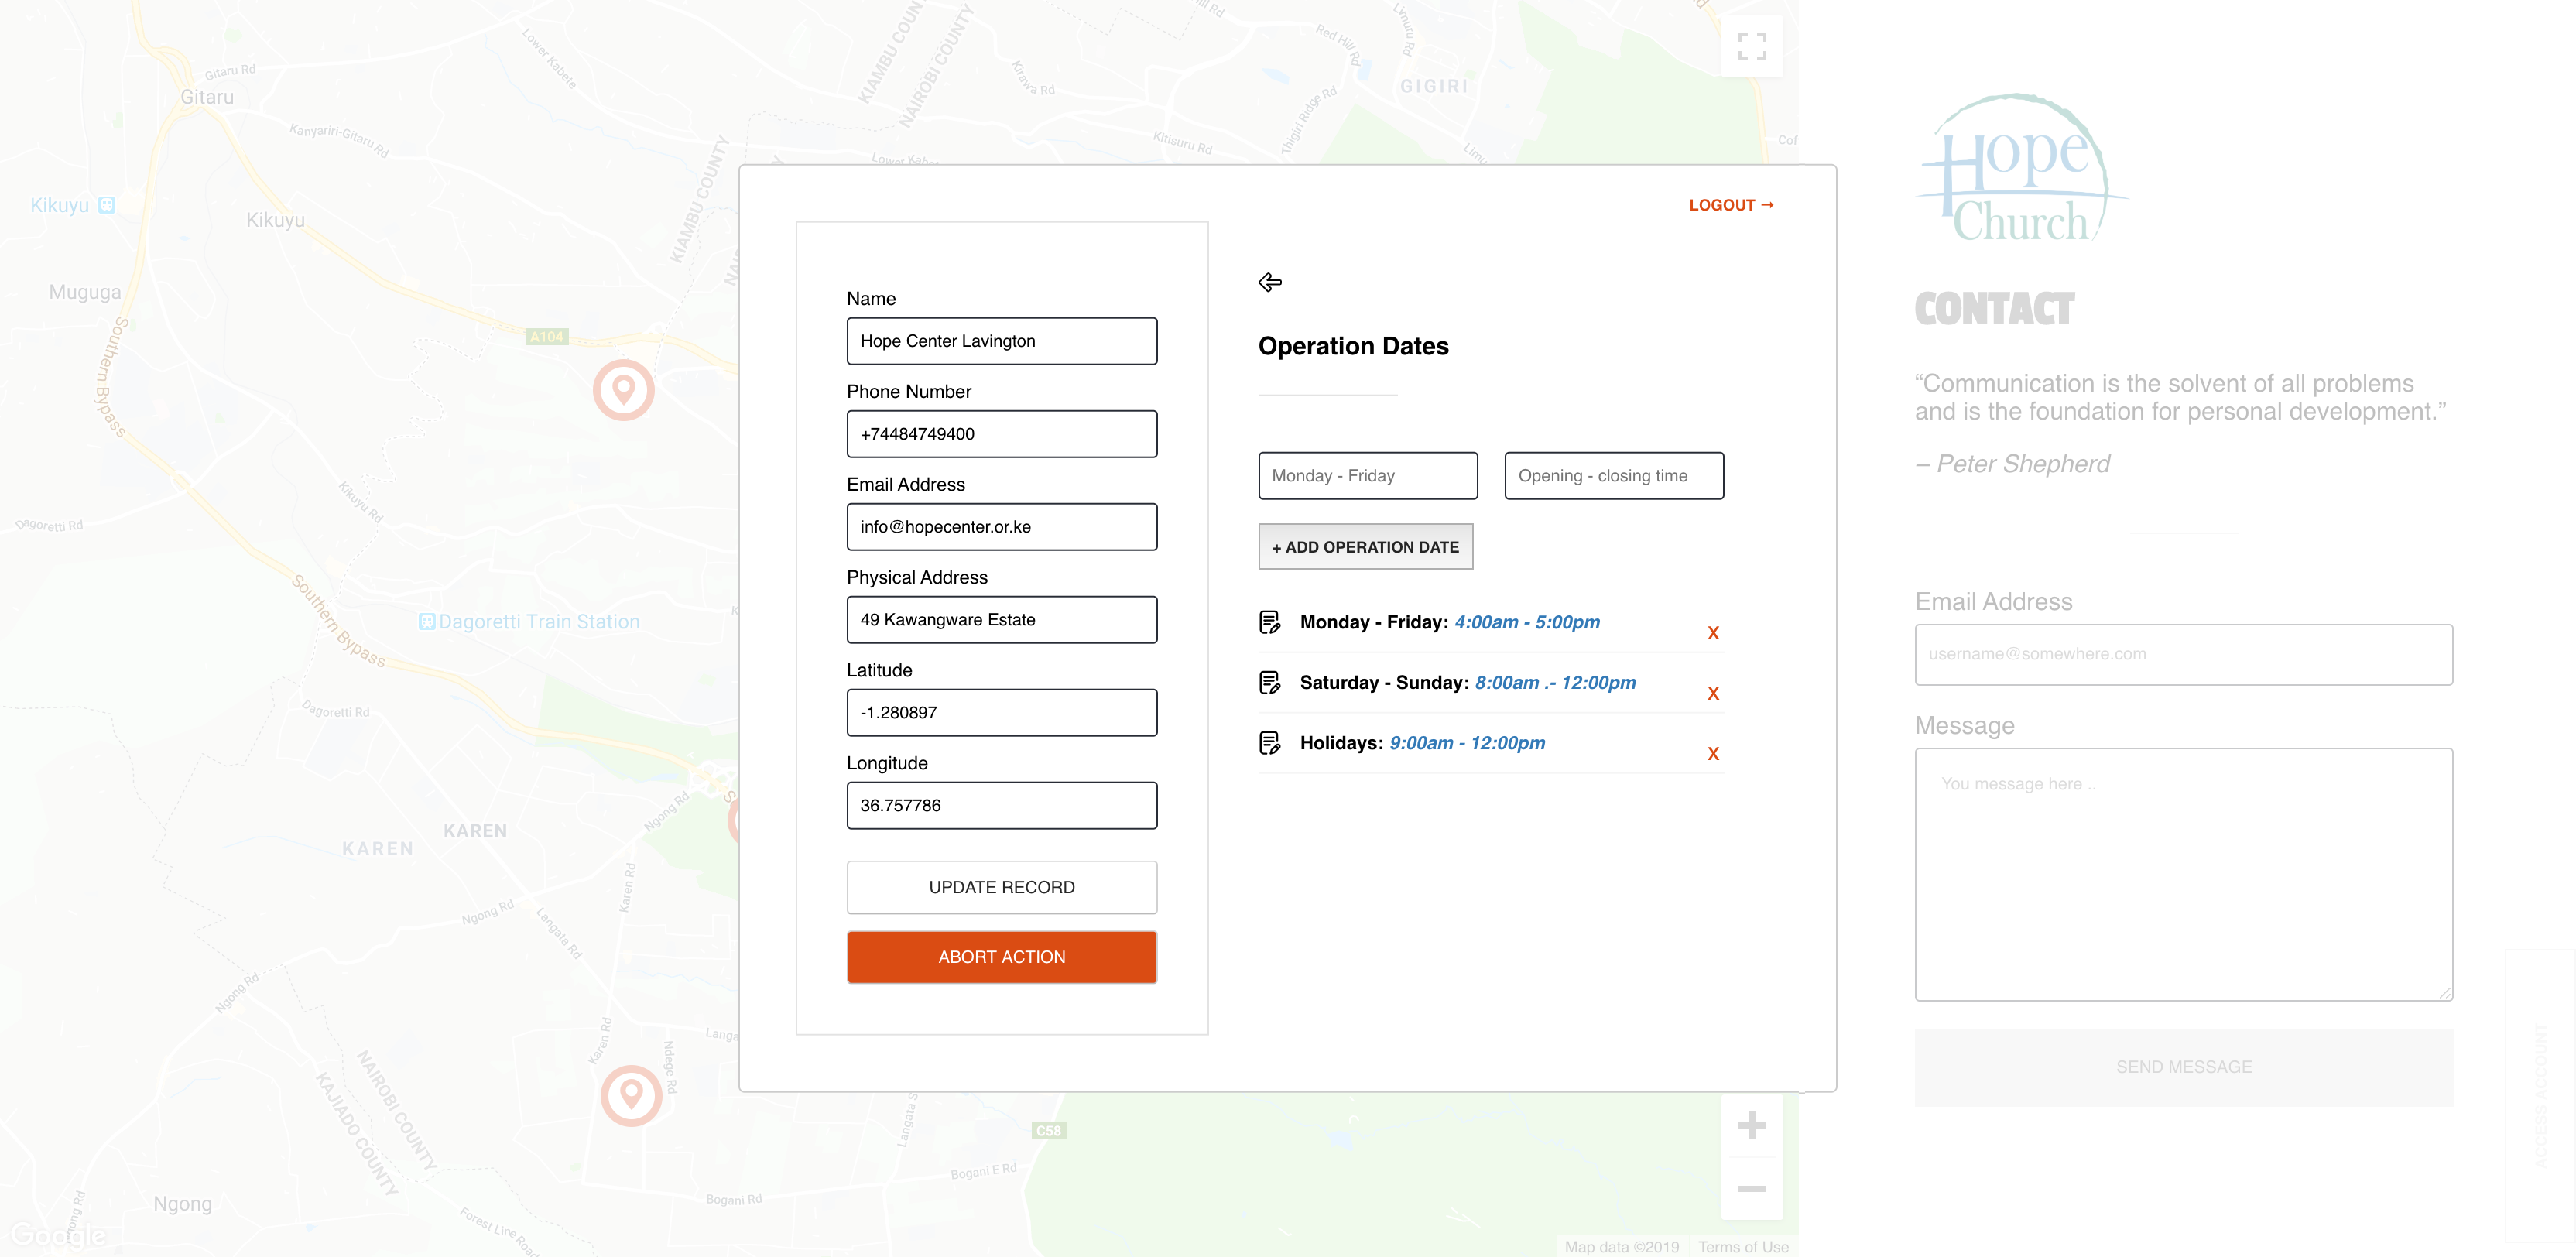 Gitaru Rd
Gitaru
Lower Kabete
KIAMBU COUNTY
NAIROBI COUNTY
Kirawa Rd
Red Hill Rd
Limuru Rd
GIGIRI
Thigiri Ridge Rd
Kanyariri-Gitaru Rd
Kitisuru Rd
Lower Kabete
Limu
Cof
Kikuyu
Kikuyu
KIAMBU COUNTY
Muguga
Southern Bypass
A104
Kikuyu Rd
Dagoretti Rd
Southern Bypass
Dagoretti Train Station
Dagoretti Rd
KAREN
KAREN
Ngong Rd
Karen Rd
Ngong Rd
Langata Rd
Ngong Rd
Karen Rd
Langa
Ndege Rd
NAIROBI COUNTY
KAJIADO COUNTY
Langata S
C58
Bogani E Rd
Bogani Rd
Ngong
Forest Line Road
Google
Map data ©2019
Terms of Use
LOGOUT →
Name
Hope Center Lavington
Phone Number
+74484749400
Email Address
info@hopecenter.or.ke
Physical Address
49 Kawangware Estate
Latitude
-1.280897
Longitude
36.757786
UPDATE RECORD
ABORT ACTION
Operation Dates
Monday - Friday
Opening - closing time
+ ADD OPERATION DATE
Monday - Friday: 4:00am - 5:00pm
X
Saturday - Sunday: 8:00am .- 12:00pm
X
Holidays: 9:00am - 12:00pm
X
Hope
Church
CONTACT
“Communication is the solvent of all problems
and is the foundation for personal development.”
– Peter Shepherd
Email Address
username@somewhere.com
Message
You message here ..
SEND MESSAGE
ACCESS ACCOUNT